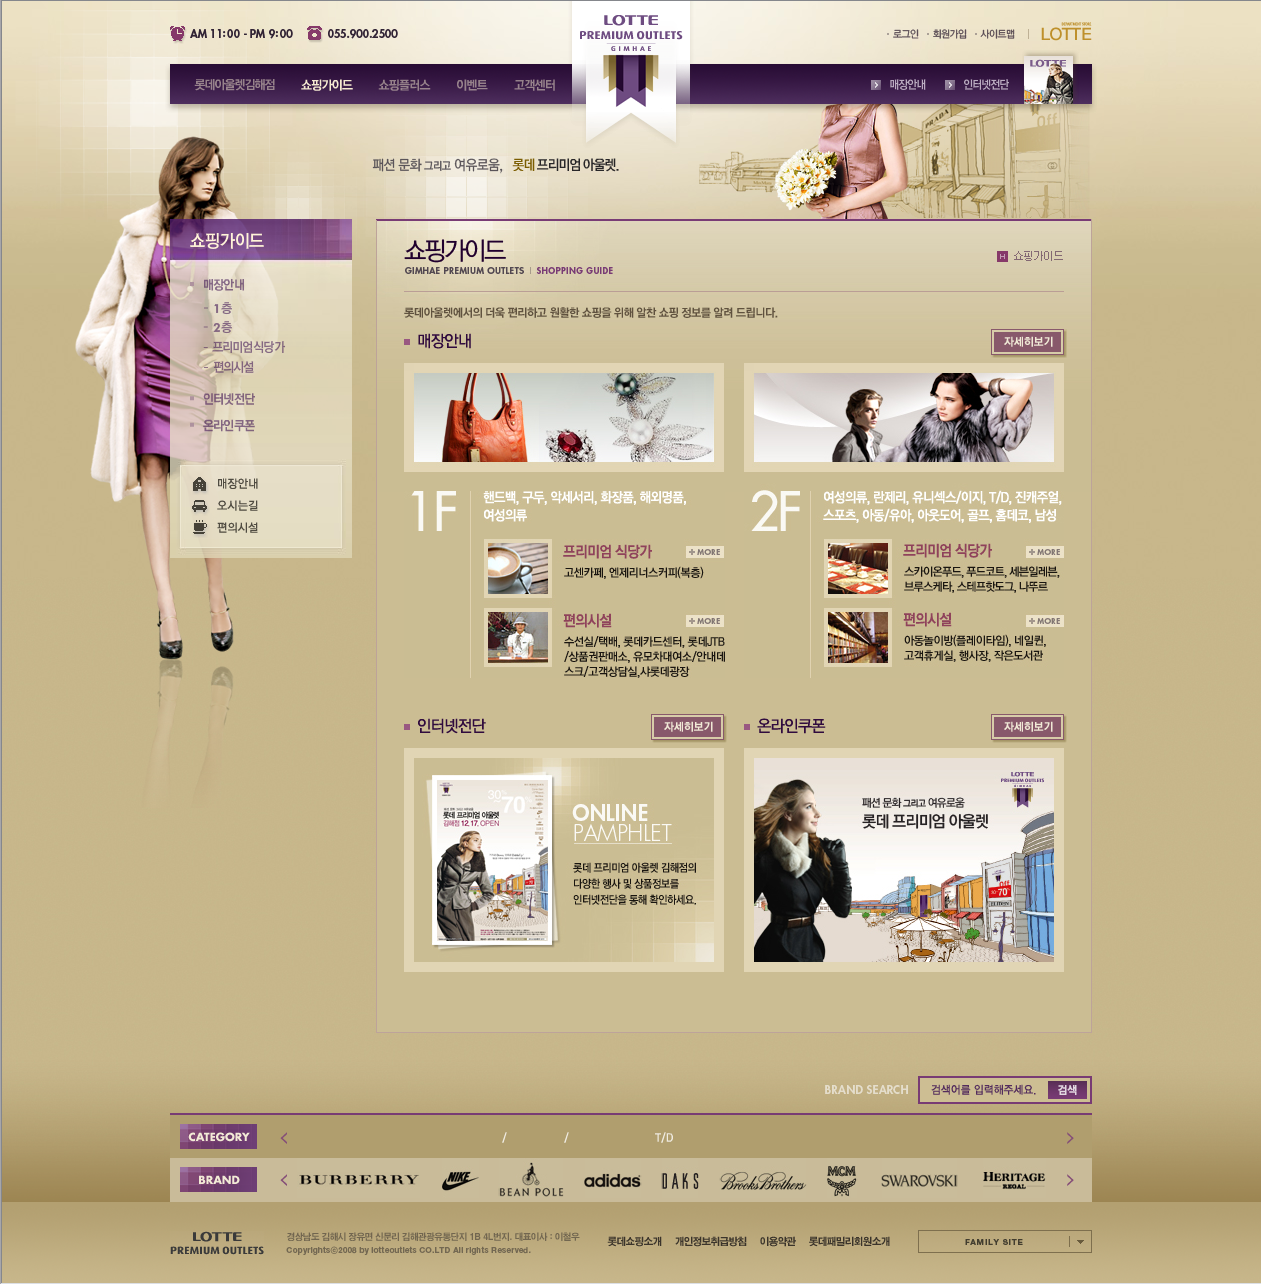 AM 11:00 - PM 9:00
055.900.2500
LOTTE
PREMIUM OUTLETS
GIMHAE
로그인
회원가입
사이트맵
LOTTE
롯데아울렛김해점
쇼핑가이드
쇼핑플러스
이벤트
고객센터
매장안내
인터넷전단
LOTTE
PRADA
Off
패션 문화 그리고 여유로움, 롯데 프리미엄 아울렛.
쇼핑가이드
매장안내
- 1층
- 2층
- 프리미엄식당가
- 편의시설
인터넷전단
온라인쿠폰
매장안내
오시는길
편의시설
쇼핑가이드
GIMHAE PREMIUM OUTLETS | SHOPPING GUIDE
H 쇼핑가이드
롯데아울렛에서의 더욱 편리하고 원활한 쇼핑을 위해 알찬 쇼핑 정보를 알려 드립니다.
매장안내
자세히보기
1F
핸드백, 구두, 악세서리, 화장품, 해외명품,
여성의류
프리미엄 식당가
+ MORE
고센카페, 엔제리너스커피(복층)
편의시설
+ MORE
수선실/택배, 롯데카드센터, 롯데JTB
/상품권판매소, 유모차대여소/안내데
스크/고객상담실,샤롯데광장
2F
여성의류, 란제리, 유니섹스/이지, T/D, 진캐주얼,
스포츠, 아동/유아, 아웃도어, 골프, 홈데코, 남성
프리미엄 식당가
+ MORE
스카이온푸드, 푸드코트, 세븐일레븐,
브루스케타, 스테프핫도그, 나뚜르
편의시설
+ MORE
아동놀이방(플레이타임), 네일퀸,
고객휴게실, 행사장, 작은도서관
인터넷전단
자세히보기
30
70
롯데 프리미엄 아울렛
김해점 12.17. OPEN
ONLINE
PAMPHLET
롯데 프리미엄 아울렛 김해점의
다양한 행사 및 상품정보를
인터넷전단을 통해 확인하세요.
온라인쿠폰
자세히보기
LOTTE
PREMIUM OUTLETS
패션 문화 그리고 여유로움
롯데 프리미엄 아울렛
70
BRAND SEARCH
검색어를 입력해주세요.
검색
CATEGORY
/
/
T/D
BRAND
BURBERRY
NIKE
BEAN POLE
adidas
DAKS
Brooks Brothers
MCM
SWAROVSKI
HERITAGE
REGAL
LOTTE
PREMIUM OUTLETS
경상남도 김해시 장유면 신문리 김해관광유통단지 1B 4L번지. 대표이사 : 이철우
Copyrights@2008 by lotteoutlets CO.LTD All rights Reserved.
롯데쇼핑소개
개인정보취급방침
이용약관
롯데패밀리회원소개
FAMILY SITE